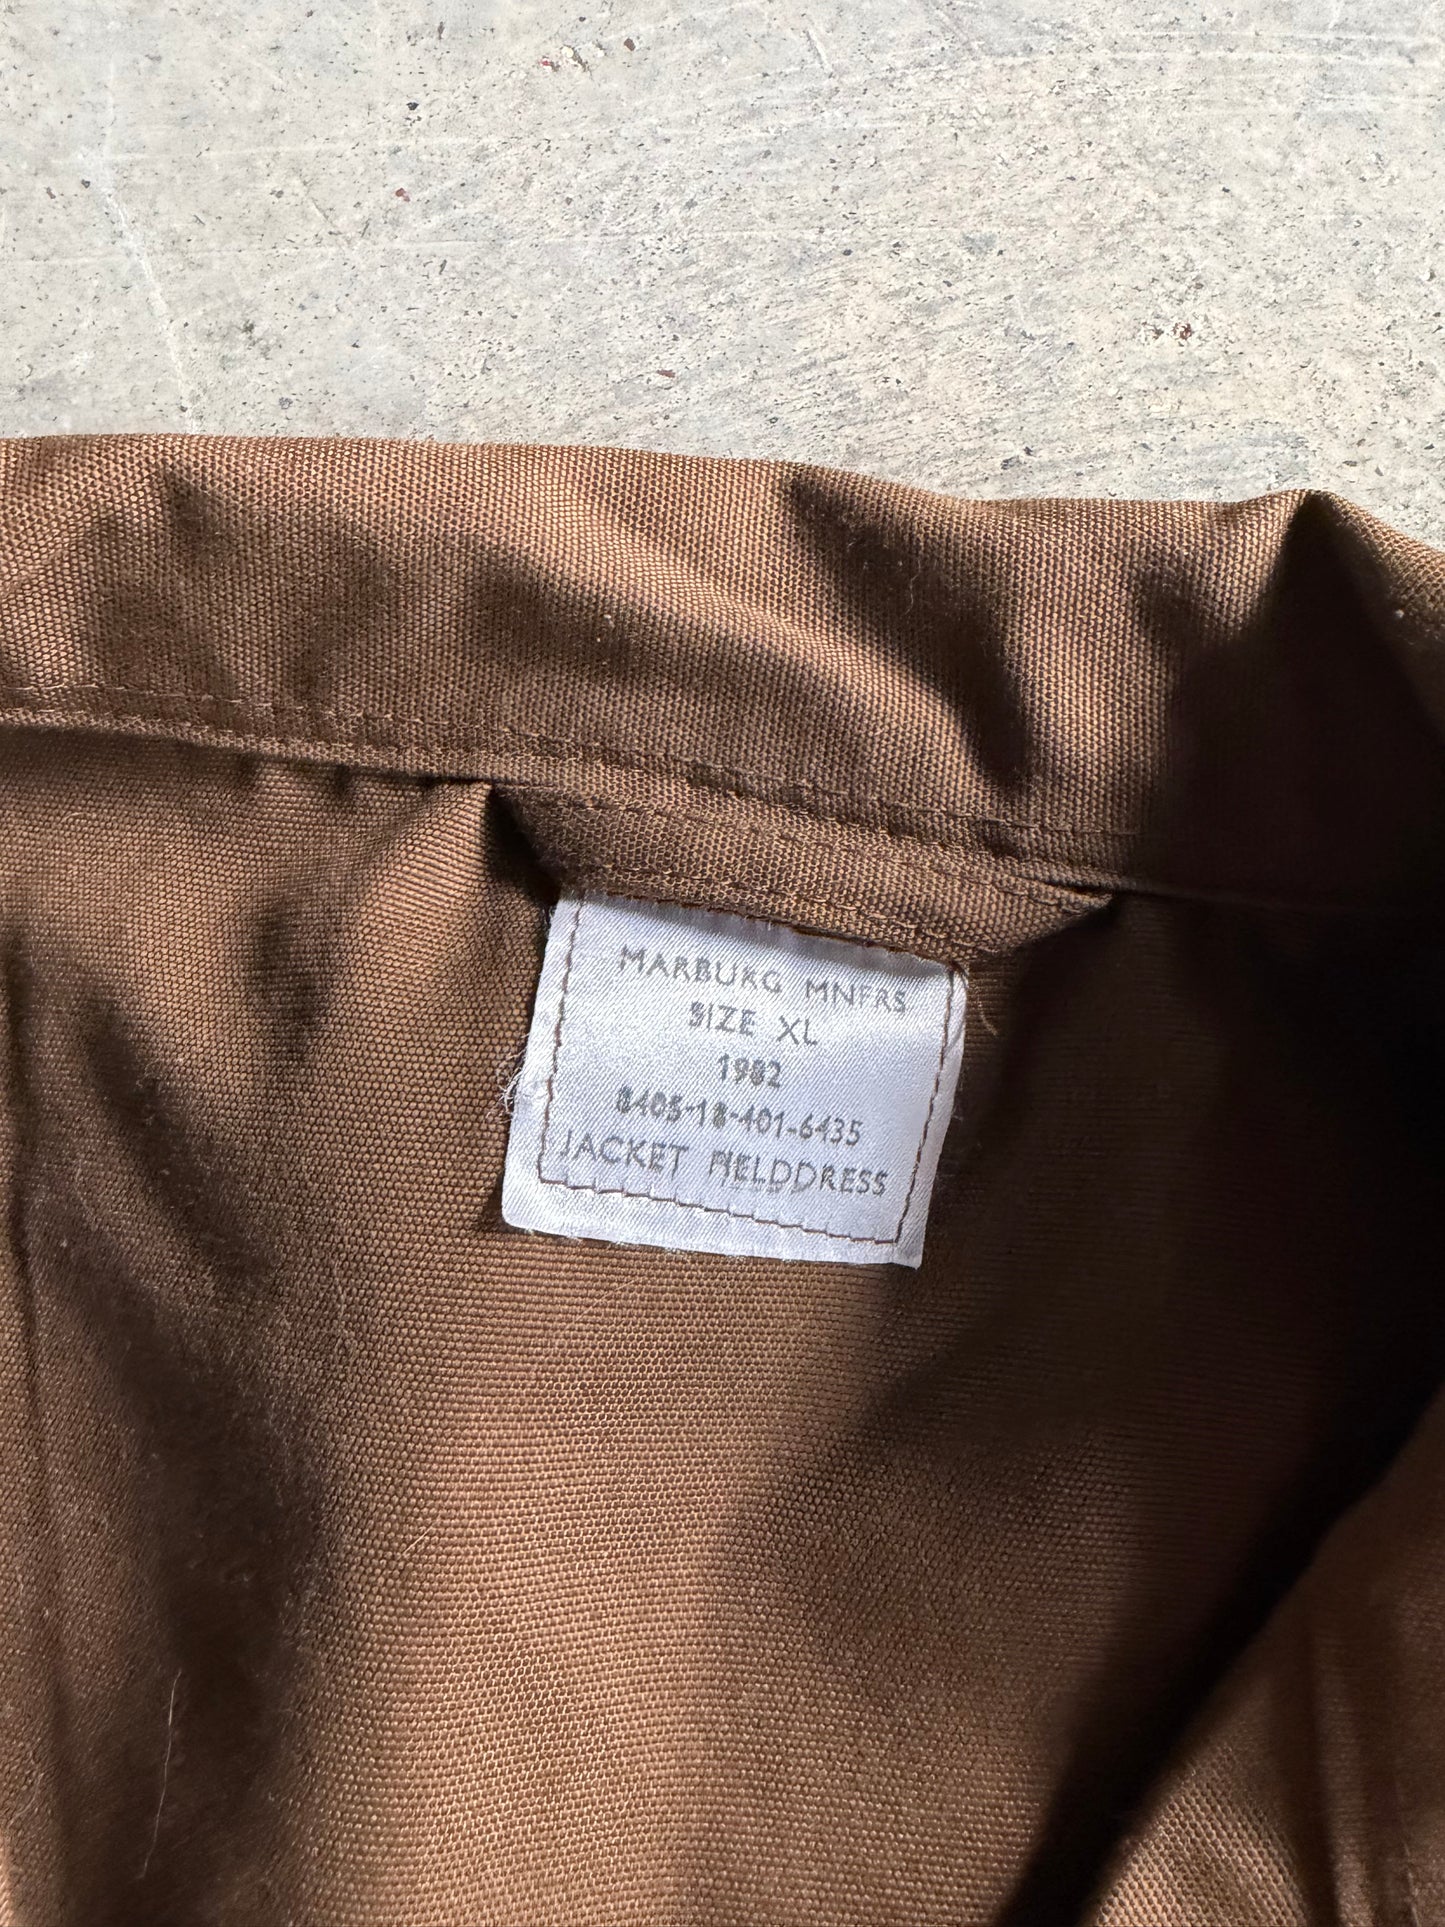 MARBURG MNFRS
SIZE XL
1982
8405-18-401-6435
JACKET FIELDDRESS